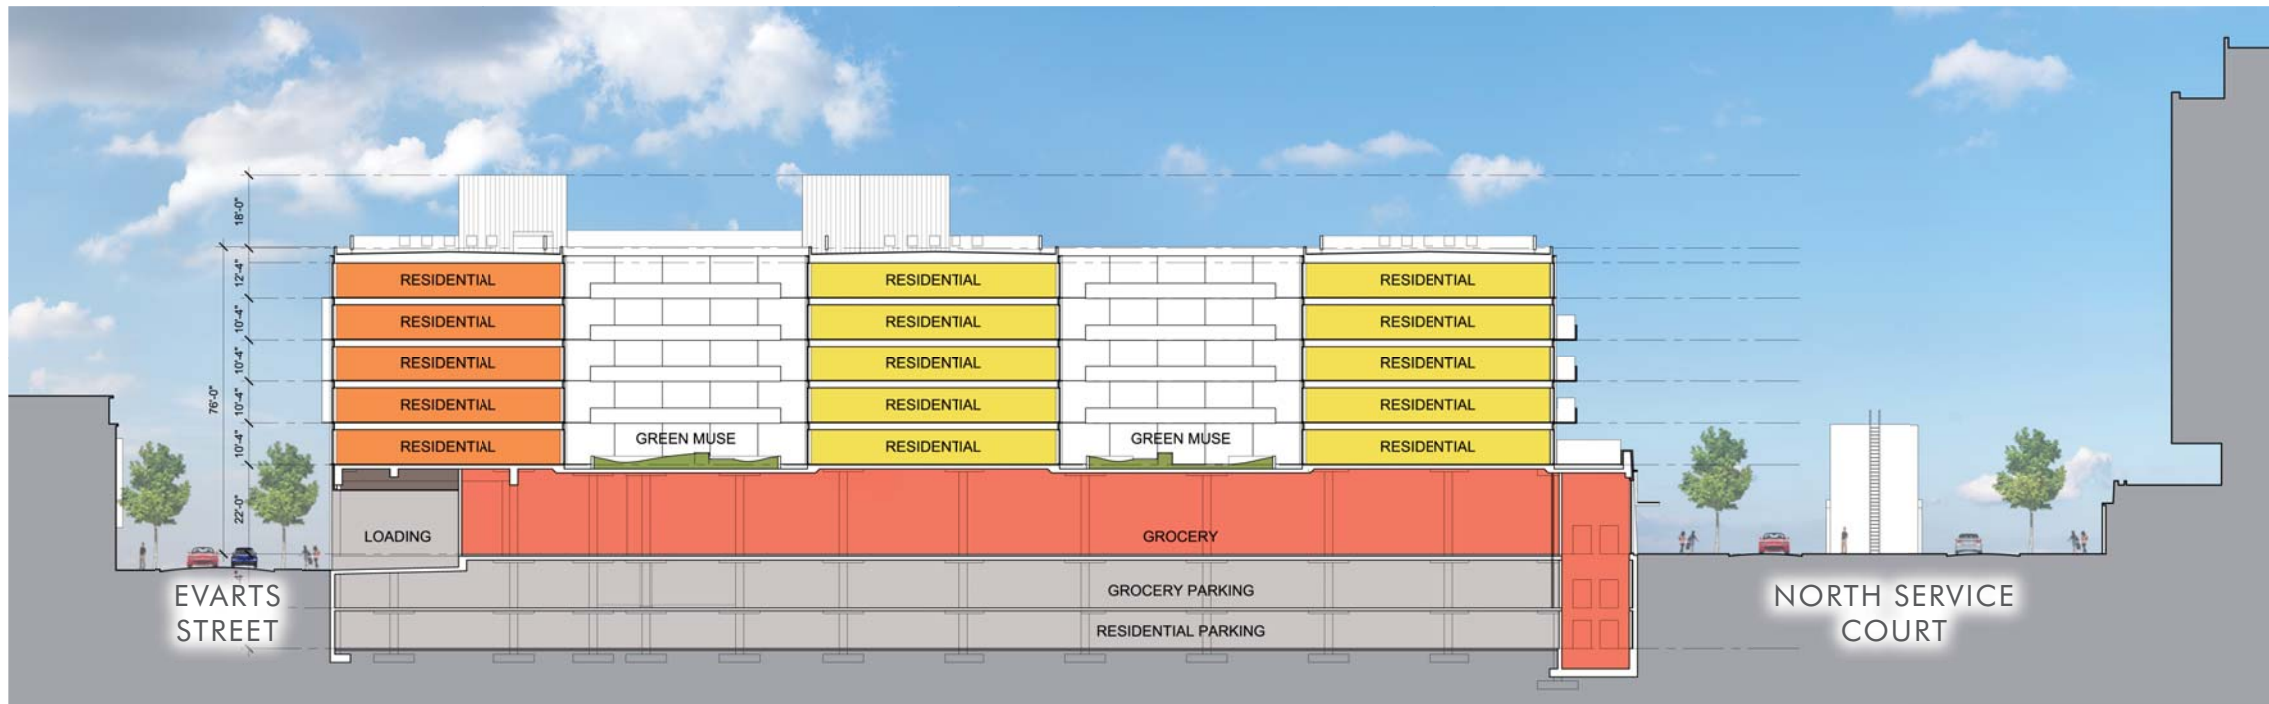 18'-0"
12'-4"
RESIDENTIAL RESIDENTIAL RESIDENTIAL
10'-4"
RESIDENTIAL RESIDENTIAL RESIDENTIAL
10'-4"
RESIDENTIAL RESIDENTIAL RESIDENTIAL
76'-0"
10'-4"
RESIDENTIAL RESIDENTIAL RESIDENTIAL
10'-4"
RESIDENTIAL GREEN MUSE RESIDENTIAL GREEN MUSE RESIDENTIAL
22'-0"
LOADING GROCERY
GROCERY PARKING
RESIDENTIAL PARKING
EVARTS
STREET
NORTH SERVICE
COURT